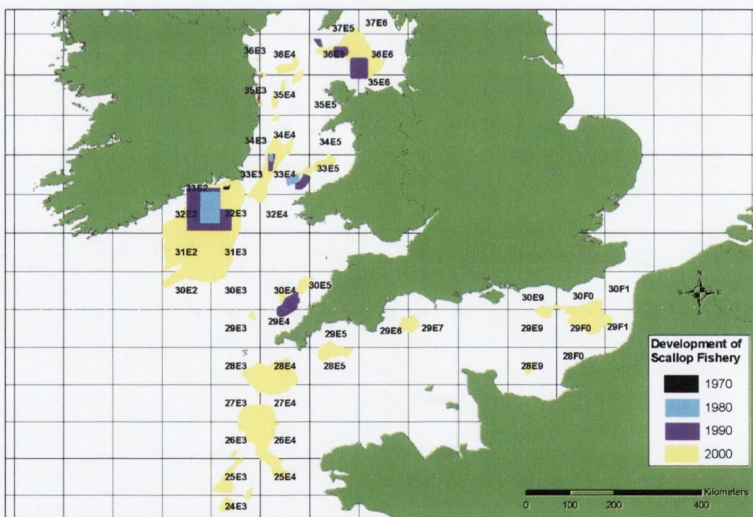 37E5 37E6
36E3 36E4 36E5 36E6
35E3 35E4 35E5 35E6
34E3 34E4 34E5
33E2 33E3 33E4 33E5
32E2 32E3 32E4
31E2 31E3
30E2 30E3 30E4 30E5 30E9 30F0 30F1
29E3 29E4 29E5 29E6 29E7 29E9 29F0 29F1
28E3 28E4 28E5 28E9 28F0
27E3 27E4
26E3 26E4
25E3 25E4
24E3
N
W E
S
Development of
Scallop Fishery
1970
1980
1990
2000
Kilometers
0 100 200 400